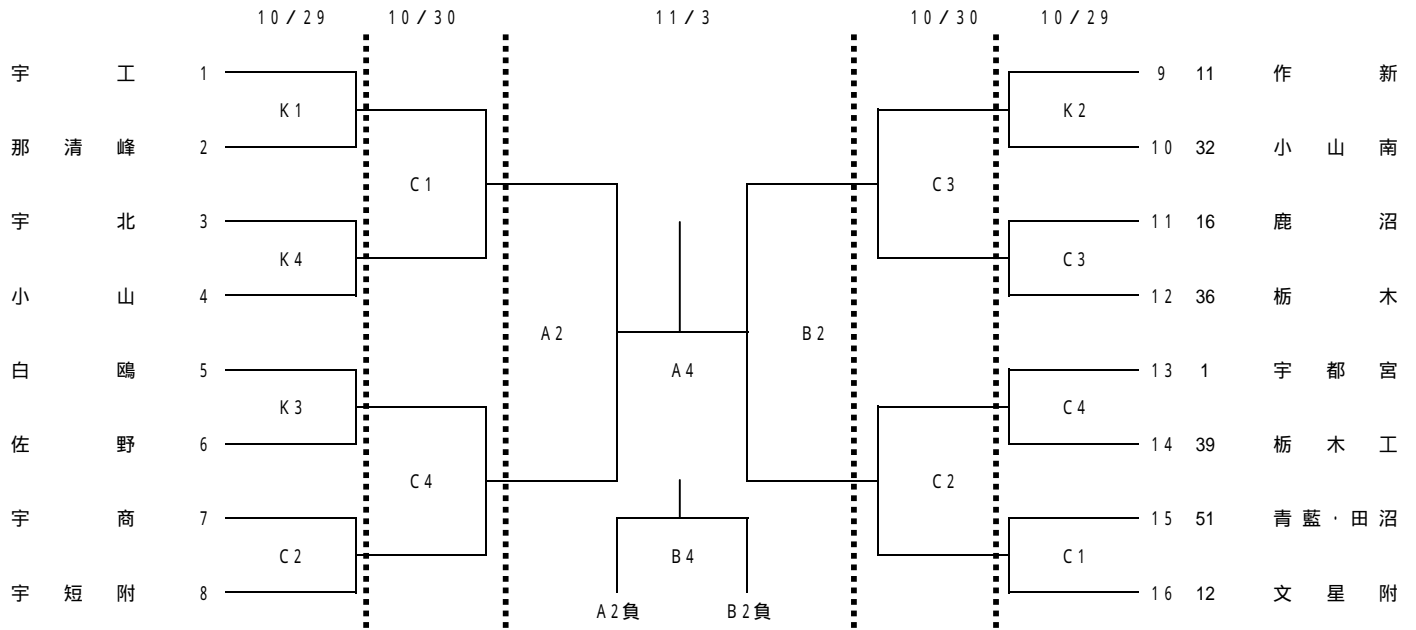 10/29 10/30 11/3 10/30 10/29
宇工 1 9 11 作新
K1 K2
那清峰 2 10 32 小山南
C1 C3
宇北 3 11 16 鹿沼
K4 C3
小山 4 12 36 栃木
A2 B2
白鴎 5 A4 13 1 宇都宮
K3 C4
佐野 6 14 39 栃木工
C4 C2
宇商 7 15 51 青藍・田沼
C2 B4 C1
宇短附 8 16 12 文星附
A2負 B2負